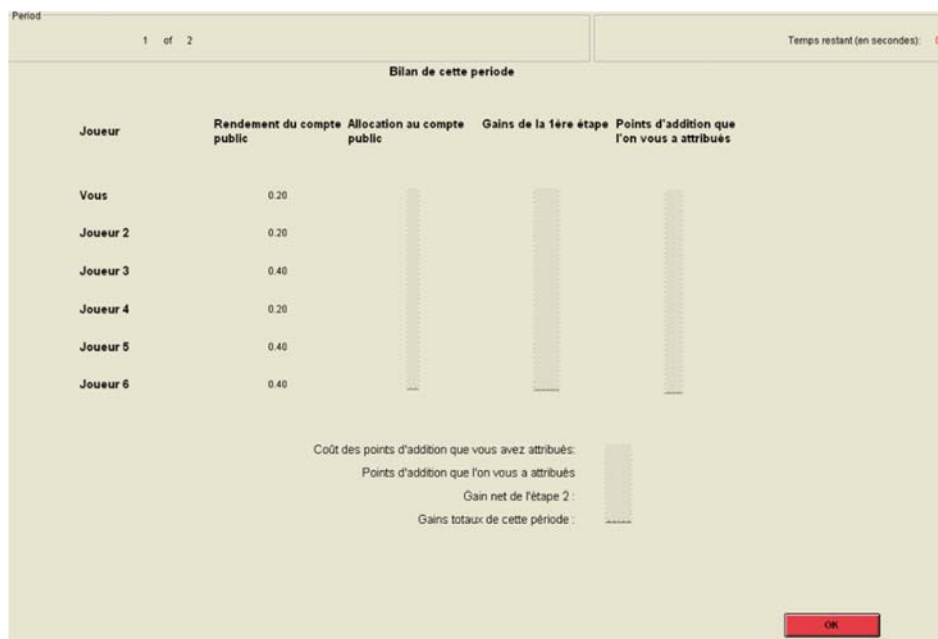 Period
1 of 2
Temps restant (en secondes):
Bilan de cette periode
Joueur
Rendement du compte public
Allocation au compte public
Gains de la 1ère étape
Points d'addition que l'on vous a attribués
Vous 0.20
Joueur 2 0.20
Joueur 3 0.40
Joueur 4 0.20
Joueur 5 0.40
Joueur 6 0.40
Coût des points d'addition que vous avez attribués:
Points d'addition que l'on vous a attribués
Gain net de l'étape 2 :
Gains totaux de cette période :
OK